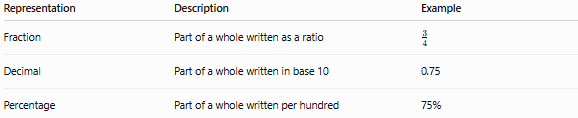 Representation Description Example
Fraction Part of a whole written as a ratio 3/4
Decimal Part of a whole written in base 10 0.75
Percentage Part of a whole written per hundred 75%